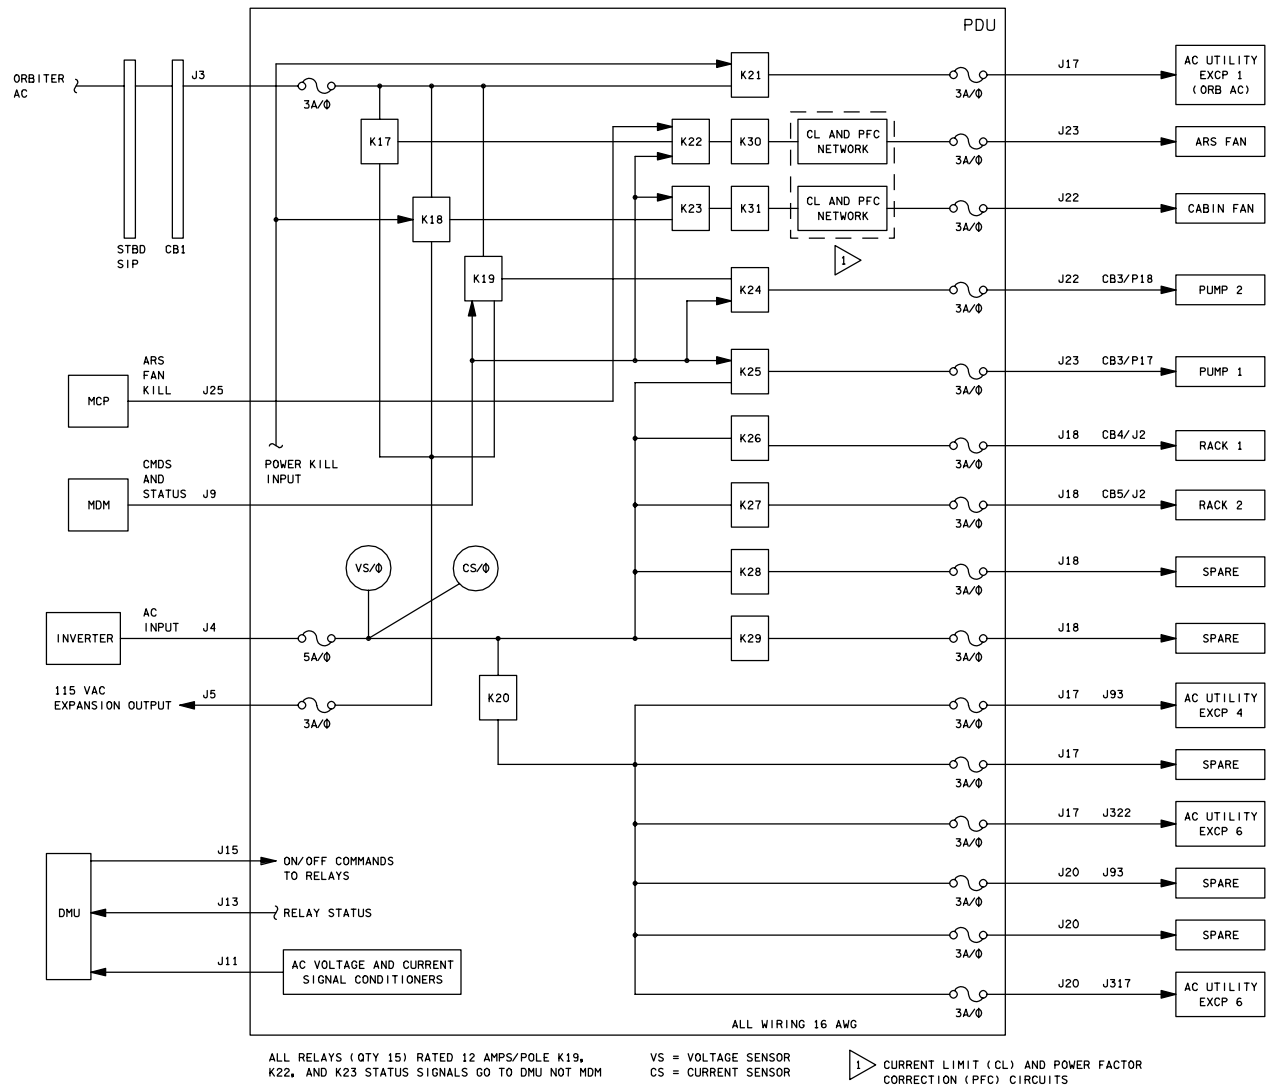 PDU
ORBITER
AC
J3
3A/Φ
STBD
SIP
CB1
K21
3A/Φ
J17
AC UTILITY
EXCP 1
(ORB AC)
K17
K22
K30
CL AND PFC
NETWORK
3A/Φ
J23
ARS FAN
K18
K23
K31
CL AND PFC
NETWORK
3A/Φ
J22
CABIN FAN
1
K19
K24
3A/Φ
J22
CB3/P18
PUMP 2
K25
3A/Φ
J23
CB3/P17
PUMP 1
MCP
ARS
FAN
KILL
J25
K26
3A/Φ
J18
CB4/J2
RACK 1
POWER KILL
INPUT
MDM
CMDS
AND
STATUS
J9
K27
3A/Φ
J18
CB5/J2
RACK 2
VS/Φ
CS/Φ
K28
3A/Φ
J18
SPARE
INVERTER
AC
INPUT
J4
5A/Φ
K29
3A/Φ
J18
SPARE
115 VAC
EXPANSION OUTPUT
J5
3A/Φ
K20
3A/Φ
J17
J93
AC UTILITY
EXCP 4
3A/Φ
J17
SPARE
3A/Φ
J17
J322
AC UTILITY
EXCP 6
DMU
J15
ON/OFF COMMANDS
TO RELAYS
3A/Φ
J20
J93
SPARE
J13
RELAY STATUS
3A/Φ
J20
SPARE
J11
AC VOLTAGE AND CURRENT
SIGNAL CONDITIONERS
3A/Φ
J20
J317
AC UTILITY
EXCP 6
ALL WIRING 16 AWG
ALL RELAYS (QTY 15) RATED 12 AMPS/POLE K19,
K22, AND K23 STATUS SIGNALS GO TO DMU NOT MDM
VS = VOLTAGE SENSOR
CS = CURRENT SENSOR
1 CURRENT LIMIT (CL) AND POWER FACTOR
CORRECTION (PFC) CIRCUITS